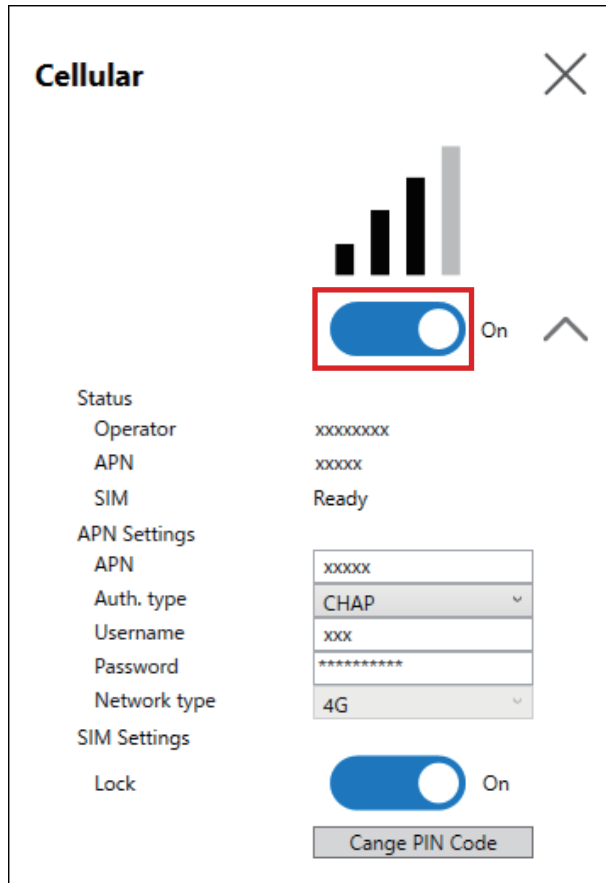 Cellular
On
Status
Operator xxxxxxxx
APN xxxxx
SIM Ready
APN Settings
APN xxxxx
Auth. type CHAP
Username xxx
Password **********
Network type 4G
SIM Settings
Lock On
Cange PIN Code